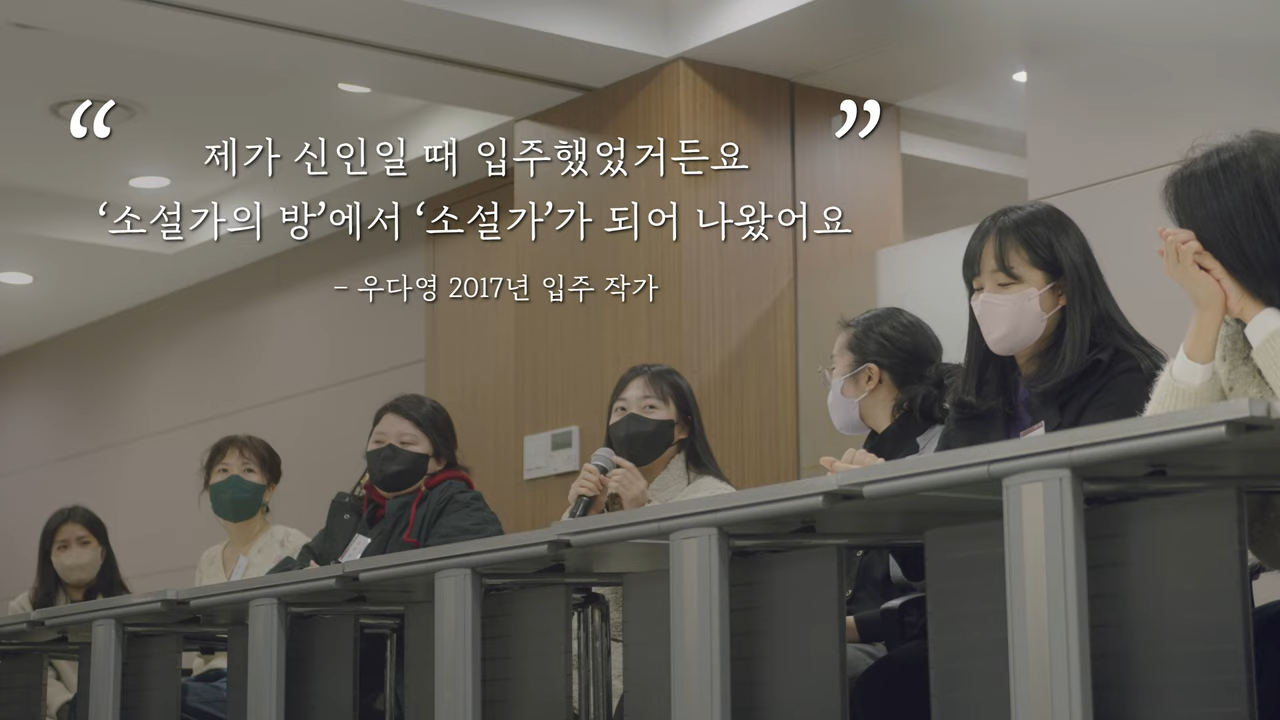 “제가 신인일 때 입주했었거든요
‘소설가의 방’에서 ‘소설가’가 되어 나왔어요”
– 우다영 2017년 입주 작가